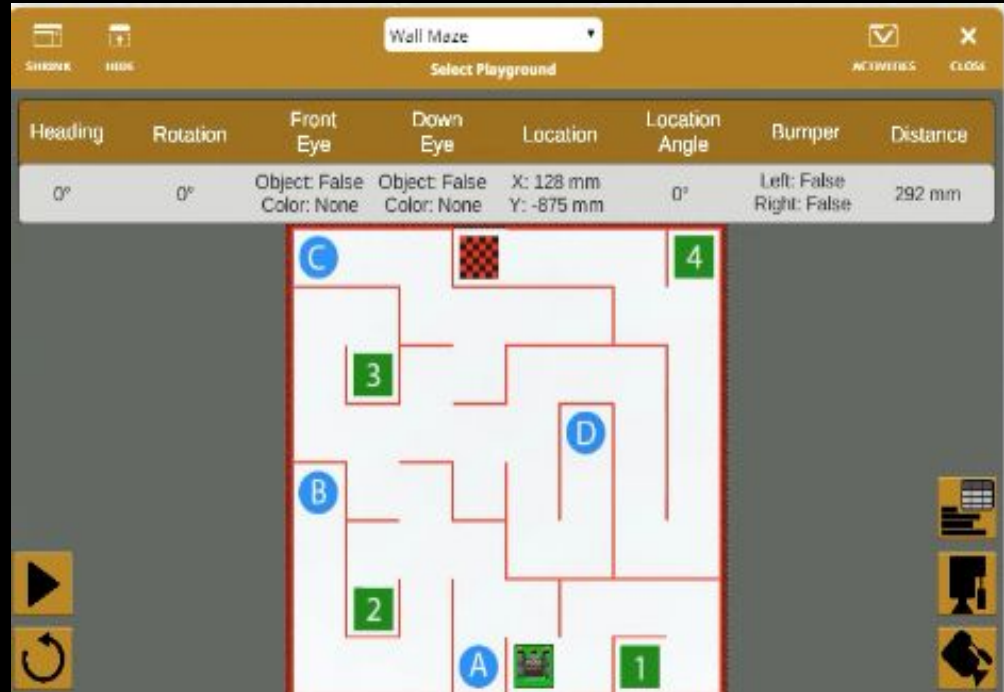 Wall Maze
SHRINK HIDE
Select Playground
ACTIVITIES CLOSE
Heading Rotation Front Eye Down Eye Location Location Angle Bumper Distance
0° 0° Object: False Object: False X: 128 mm 0° Left: False 292 mm
Color: None Color: None Y: -875 mm Right: False
C 4
3
D
B
2
A 1